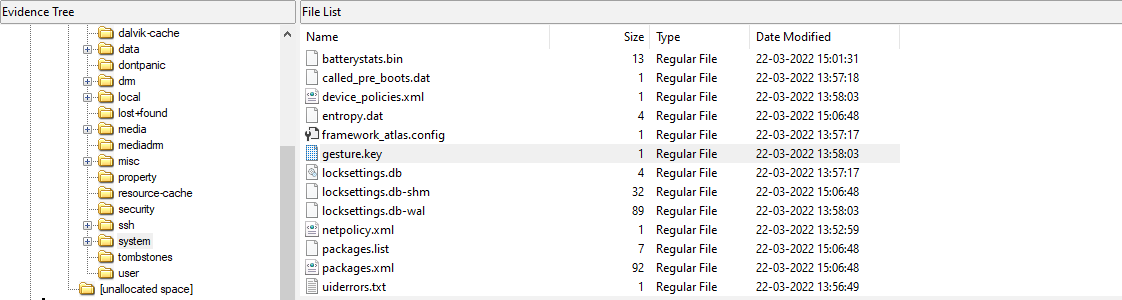 Evidence Tree
dalvik-cache
data
dontpanic
drm
local
lost+found
media
mediadrm
misc
property
resource-cache
security
ssh
system
tombstones
user
[unallocated space]
File List
Name Size Type Date Modified
batterystats.bin 13 Regular File 22-03-2022 15:01:31
called_pre_boots.dat 1 Regular File 22-03-2022 13:57:18
device_policies.xml 1 Regular File 22-03-2022 13:58:03
entropy.dat 4 Regular File 22-03-2022 15:06:48
framework_atlas.config 1 Regular File 22-03-2022 13:57:17
gesture.key 1 Regular File 22-03-2022 13:58:03
locksettings.db 4 Regular File 22-03-2022 13:57:17
locksettings.db-shm 32 Regular File 22-03-2022 15:06:48
locksettings.db-wal 89 Regular File 22-03-2022 13:58:03
netpolicy.xml 1 Regular File 22-03-2022 13:52:59
packages.list 7 Regular File 22-03-2022 15:06:48
packages.xml 92 Regular File 22-03-2022 15:06:48
uiderrors.txt 1 Regular File 22-03-2022 13:56:49